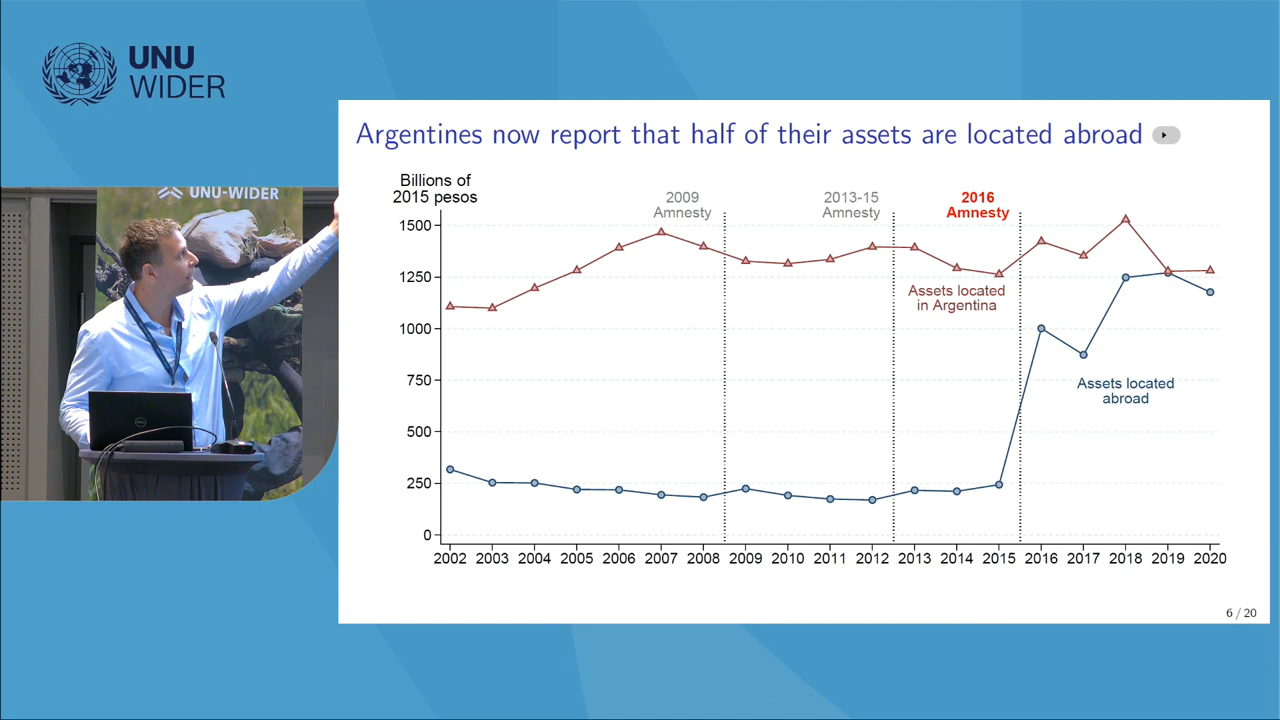 UNU
WIDER
UNU-WIDER
DELL
Argentines now report that half of their assets are located abroad
Billions of
2015 pesos
2009
Amnesty
2013-15
Amnesty
2016
Amnesty
1500
1250
1000
750
500
250
0
Assets located
in Argentina
Assets located
abroad
2002 2003 2004 2005 2006 2007 2008 2009 2010 2011 2012 2013 2014 2015 2016 2017 2018 2019 2020
6 / 20